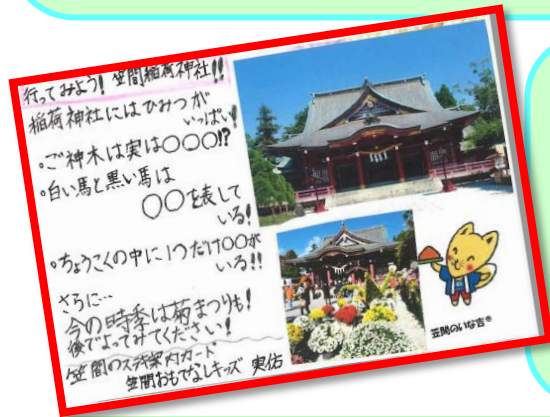 行ってみよう! 笠間稲荷神社!!
稲荷神社にはひみつが
いっぱい!
・ご神木は実は○○○!?
・白い馬と黒い馬は
○○を表して
いる!
・ちょうこくの中に1つだけ○○が
いる!!
さらに…
今の時季は菊まつりも!
後でよってみてください!
笠間のステキ案内カード
笠間おもてなしキッズ 実佑
笠間のいな吉®